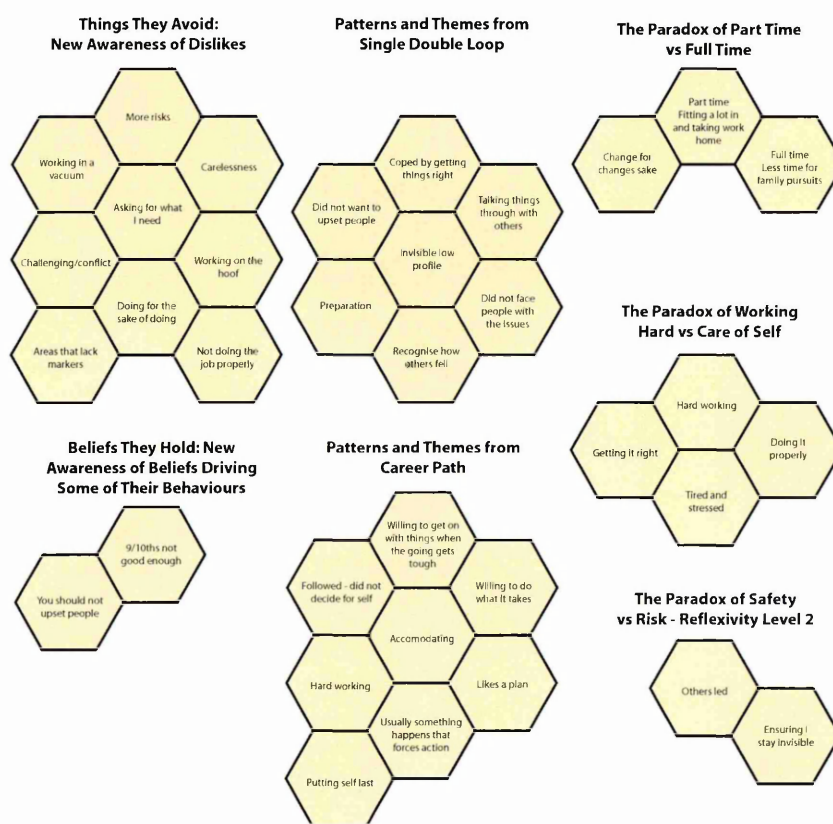 Things They Avoid:
New Awareness of Dislikes
More risks
Working in a
vacuum
Carelessness
Asking for what
I need
Challenging/conflict
Working on the
hoof
Doing for the
sake of doing
Areas that lack
markers
Not doing the
job properly
Patterns and Themes from
Single Double Loop
Coped by getting
things right
Did not want to
upset people
Talking things
through with
others
Invisible low
profile
Preparation
Did not face
people with
the issues
Recognise how
others fell
The Paradox of Part Time
vs Full Time
Part time
Fitting a lot in
and taking work
home
Change for
changes sake
Full time
Less time for
family pursuits
The Paradox of Working
Hard vs Care of Self
Hard working
Getting it right
Doing it
properly
Tired and
stressed
Beliefs They Hold: New
Awareness of Beliefs Driving
Some of Their Behaviours
9/10ths not
good enough
You should not
upset people
Patterns and Themes from
Career Path
Willing to get on
with things when
the going gets
tough
Followed - did not
decide for self
Willing to do
what it takes
Accomodating
Hard working
Likes a plan
Usually something
happens that
forces action
Putting self last
The Paradox of Safety
vs Risk - Reflexivity Level 2
Others led
Ensuring I
stay invisible